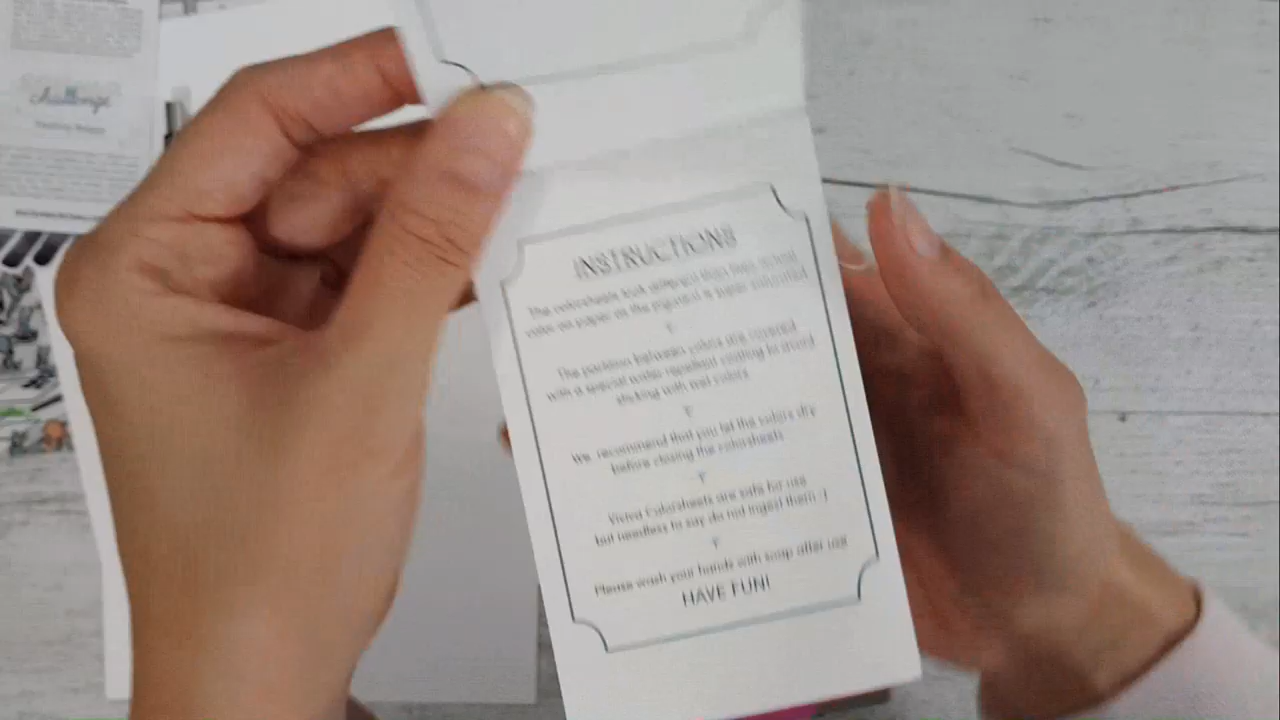 INSTRUCTIONS
The colorsheets look different than their actual
color on paper as the pigment is super saturated
The partition between colors are covered
with a special water repellent coating to avoid
sticking with wet colors
We recommend that you let the colors dry
before closing the colorsheets
Viviva Colorsheets are safe for use
but needless to say do not ingest them :)
Please wash your hands with soap after use
HAVE FUN!